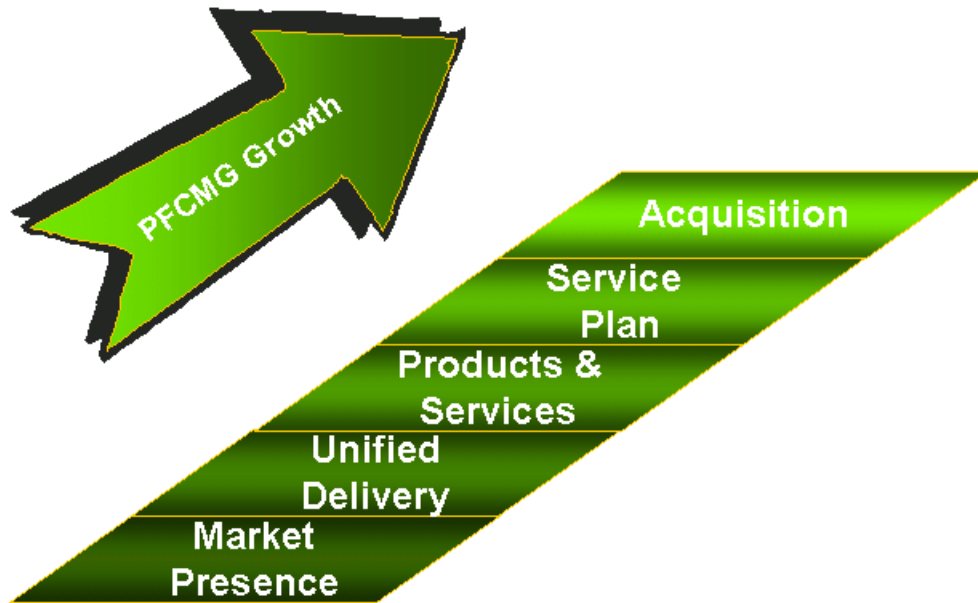 PFCMG Growth
Acquisition
Service
Plan
Products &
Services
Unified
Delivery
Market
Presence